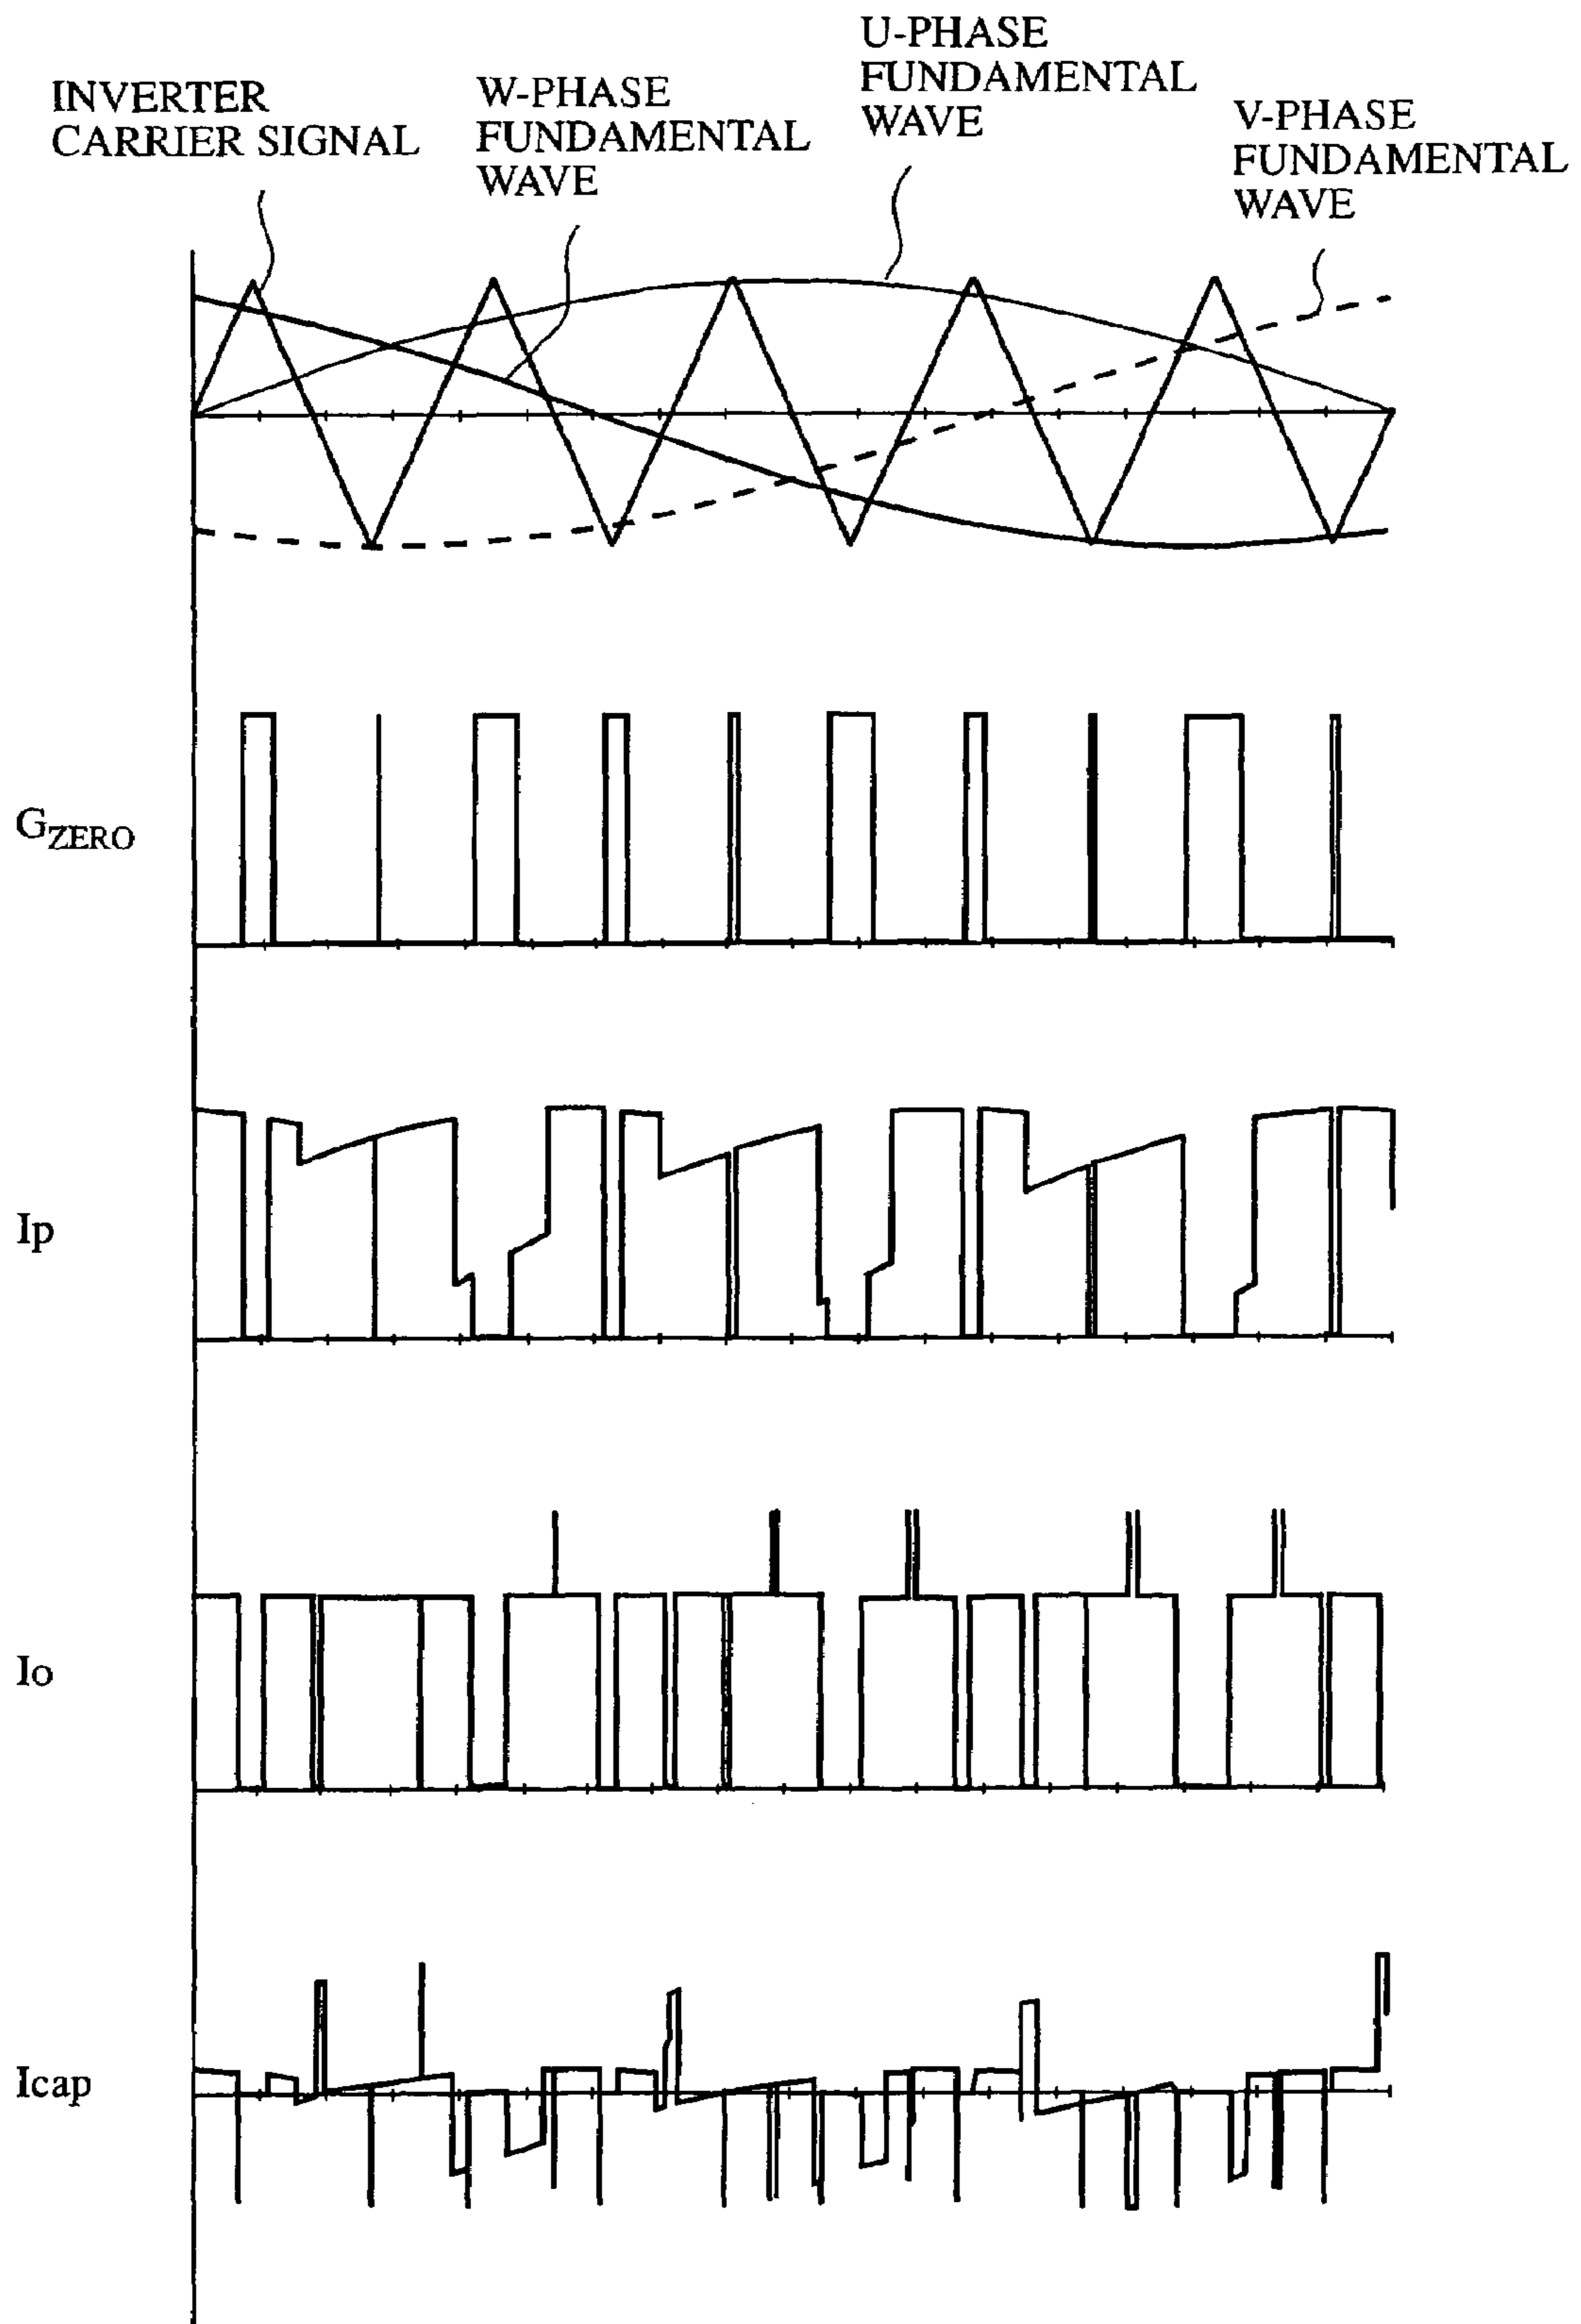 INVERTER
CARRIER SIGNAL
W-PHASE
FUNDAMENTAL
WAVE
U-PHASE
FUNDAMENTAL
WAVE
V-PHASE
FUNDAMENTAL
WAVE
GZERO
Ip
Io
Icap